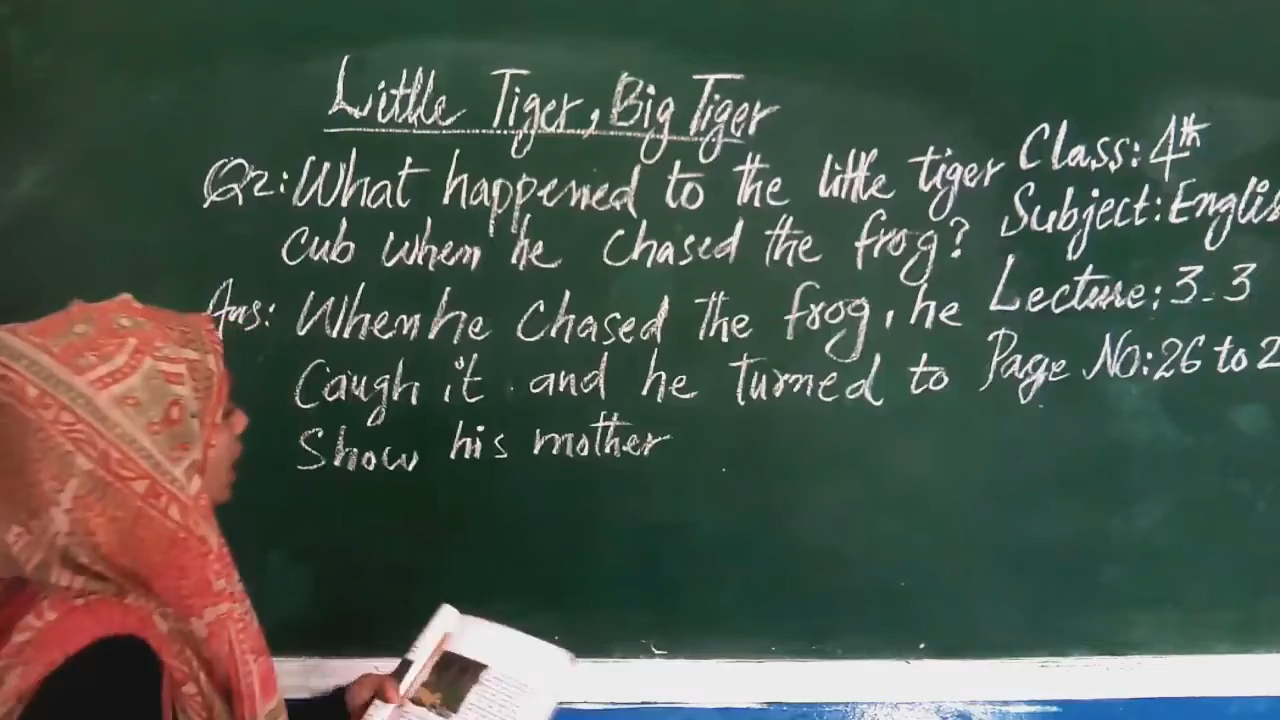 Little Tiger, Big Tiger
Q2: What happened to the little tiger
cub when he chased the frog?
Ans: When he chased the frog, he
Caugh it and he turned to
Show his mother
Class: 4th
Subject: Englis
Lecture: 3-3
Page No: 26 to 2